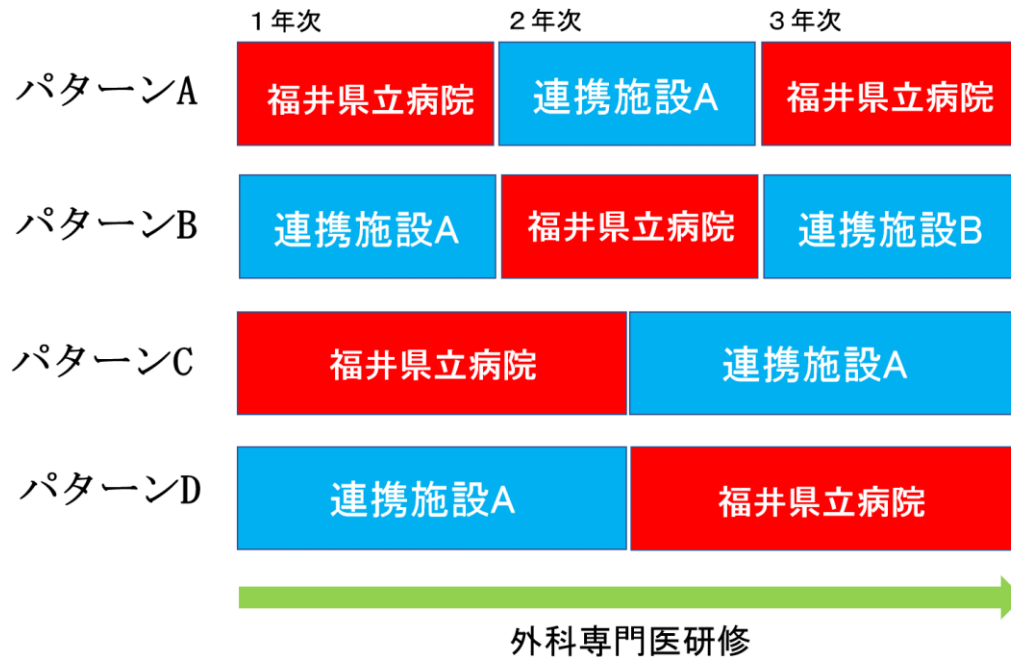 １年次 ２年次 ３年次
パターンA 福井県立病院 連携施設A 福井県立病院
パターンB 連携施設A 福井県立病院 連携施設B
パターンC 福井県立病院 連携施設A
パターンD 連携施設A 福井県立病院
外科専門医研修